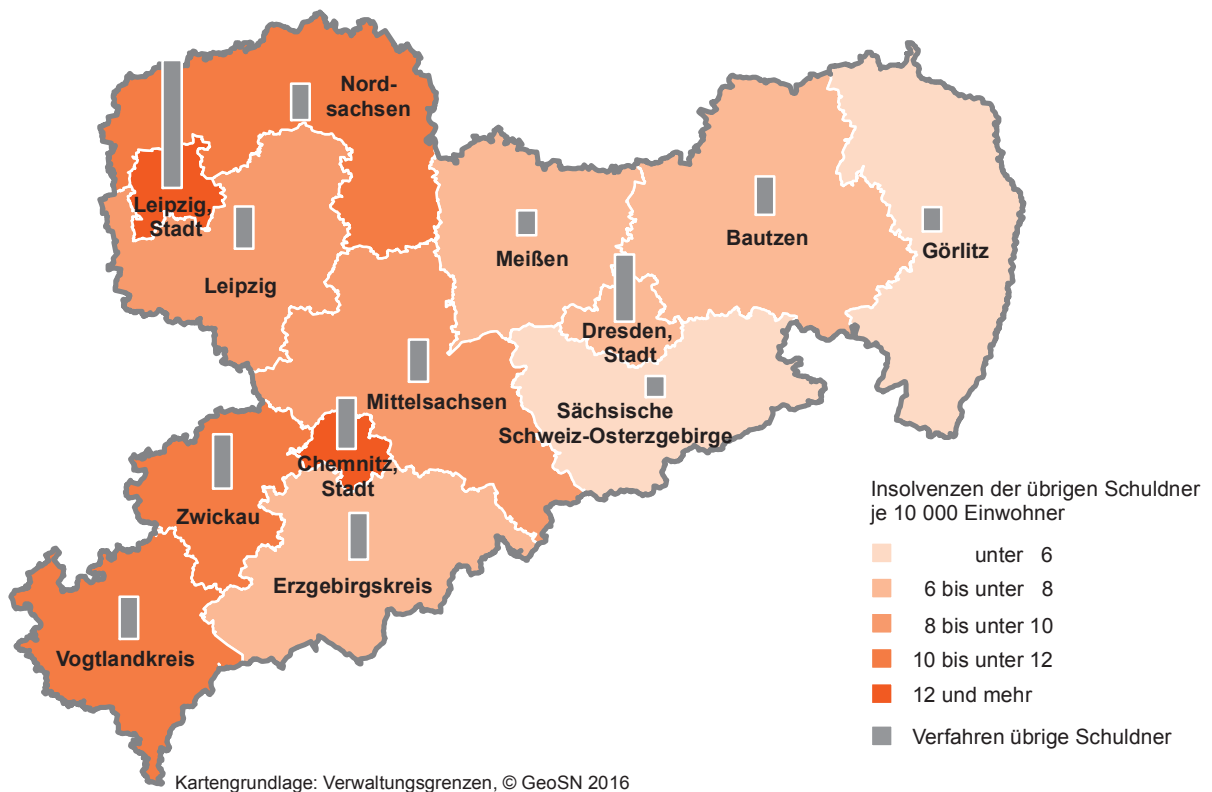 Nord-
sachsen
Leipzig,
Stadt
Leipzig
Meißen
Bautzen
Görlitz
Dresden,
Stadt
Mittelsachsen
Sächsische
Schweiz-Osterzgebirge
Chemnitz,
Stadt
Zwickau
Erzgebirgskreis
Vogtlandkreis
Insolvenzen der übrigen Schuldner
je 10 000 Einwohner
unter 6
6 bis unter 8
8 bis unter 10
10 bis unter 12
12 und mehr
Verfahren übrige Schuldner
Kartengrundlage: Verwaltungsgrenzen, © GeoSN 2016